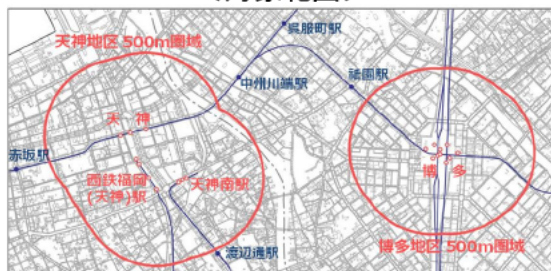 天神地区 500m圏域
呉服町駅
中州川端駅
祗園駅
天神
赤坂駅
西鉄福岡
(天神)駅
天神南駅
博多
渡辺通駅
博多地区 500m圏域